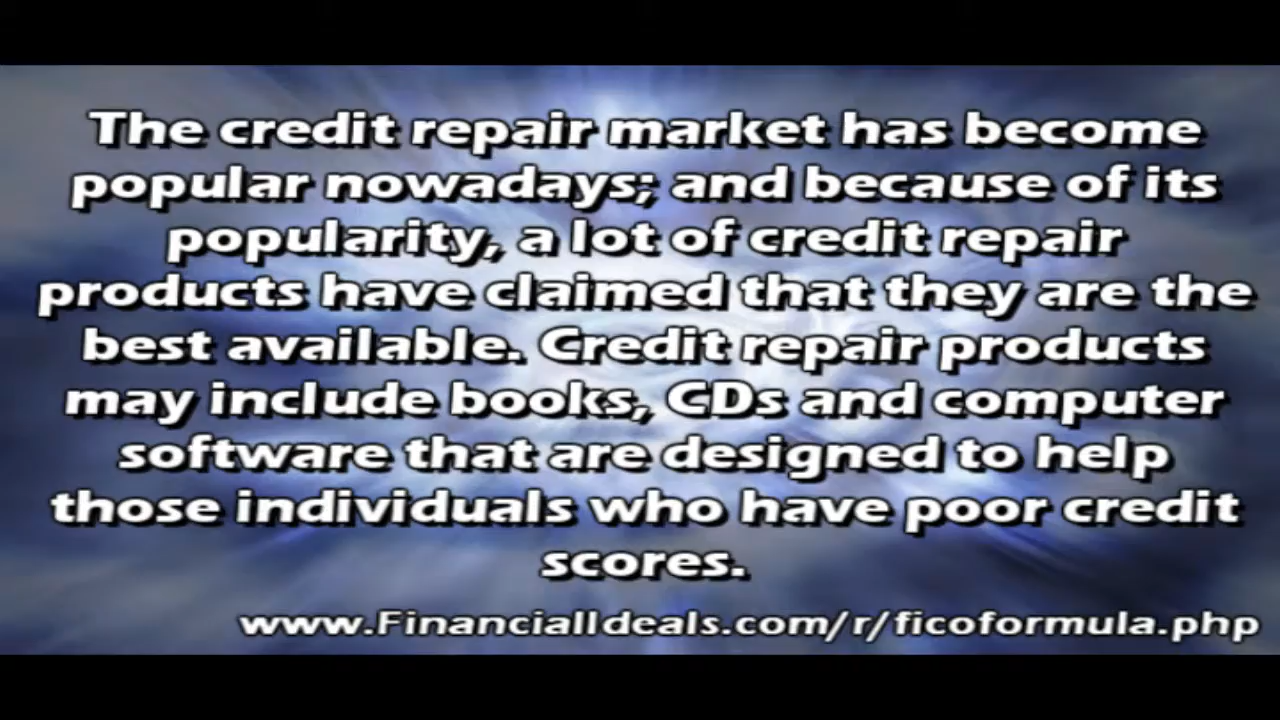 The credit repair market has become
popular nowadays; and because of its
popularity, a lot of credit repair
products have claimed that they are the
best available. Credit repair products
may include books, CDs and computer
software that are designed to help
those individuals who have poor credit
scores.
www.FinancialIdeals.com/r/ficoformula.php